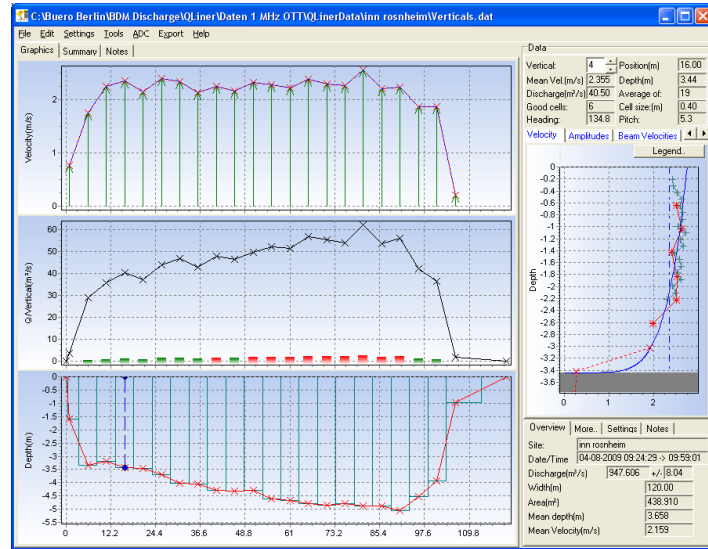 C:\Buero Berlin\BDM Discharge\QLiner\Daten 1 MHz OTT\QLinerData\inn rosnheim\Verticals.dat
File Edit Settings Tools ADC Export Help
Graphics Summary Notes
Velocity(m/s)
2
1
0
Q/Vertical(m³/s)
60
50
40
30
20
10
0
Depth(m)
0
-0.5
-1
-1.5
-2
-2.5
-3
-3.5
-4
-4.5
-5
-5.5
0 12.2 24.4 36.6 48.8 61 73.2 85.4 97.6 109.8
Data
Vertical: 4 Position(m) 16.00
Mean Vel.(m/s) 2.355 Depth(m) 3.44
Discharge(m³/s) 40.50 Average of: 19
Good cells: 6 Cell size:(m) 0.40
Heading: 134.8 Pitch: 5.3
Velocity Amplitudes Beam Velocities
Legend..
Depth
0
-0.2
-0.4
-0.6
-0.8
-1
-1.2
-1.4
-1.6
-1.8
-2
-2.2
-2.4
-2.6
-2.8
-3
-3.2
-3.4
-3.6
0 1 2
Overview More.. Settings Notes
Site: inn rosnheim
Date/Time 04-08-2009 09:24:29 -> 09:59:01
Discharge(m³/s) 947.606 +/- 8.04
Width(m) 120.00
Area(m²) 438.910
Mean depth(m) 3.658
Mean Velocity(m/s) 2.159